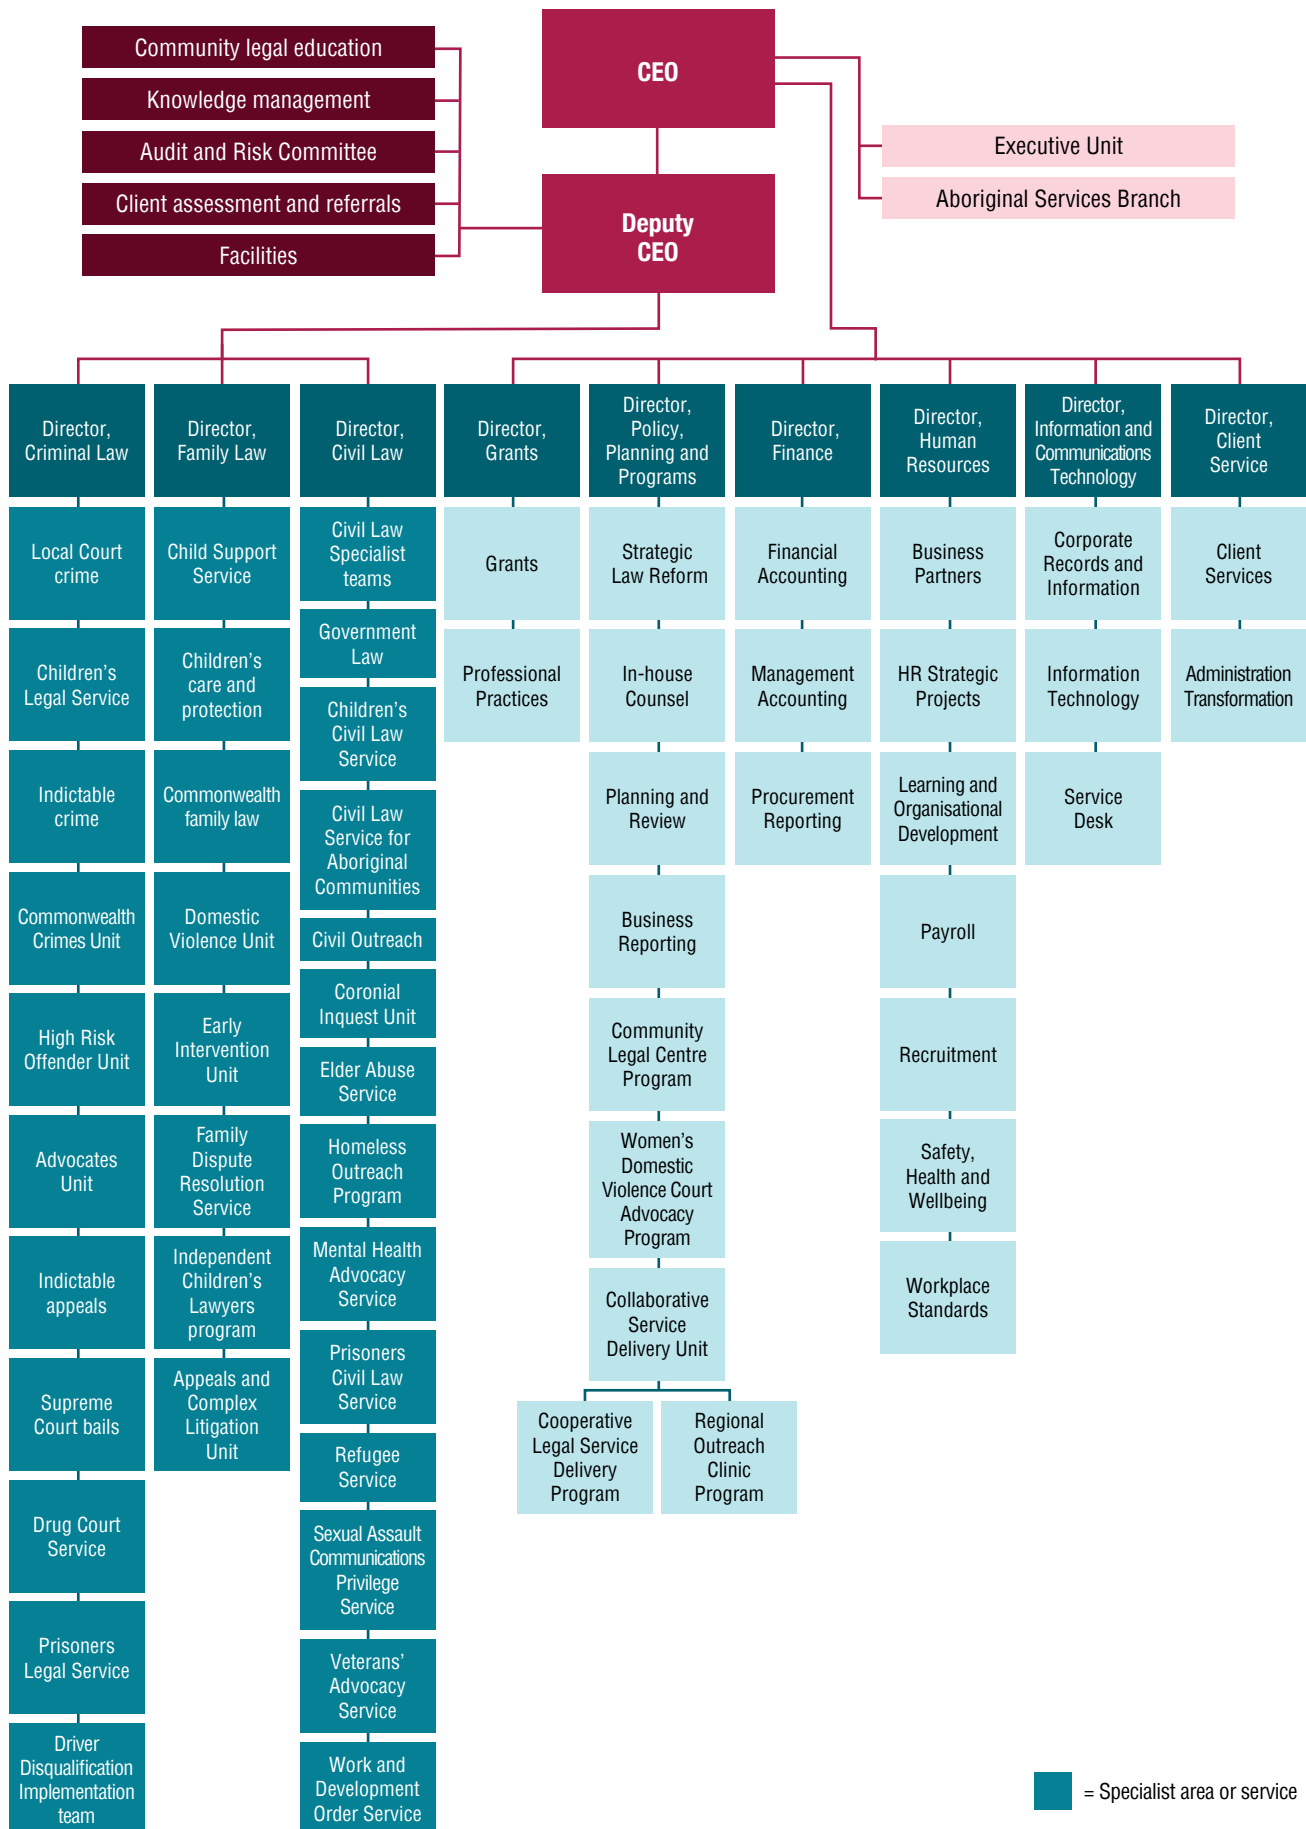 Community legal education
Knowledge management
Audit and Risk Committee
Client assessment and referrals
Facilities
CEO
Deputy
CEO
Executive Unit
Aboriginal Services Branch
Director,
Criminal Law
Local Court
crime
Children's
Legal Service
Indictable
crime
Commonwealth
Crimes Unit
High Risk
Offender Unit
Advocates
Unit
Indictable
appeals
Supreme
Court bails
Drug Court
Service
Prisoners
Legal Service
Driver
Disqualification
Implementation
team
Director,
Family Law
Child Support
Service
Children's
care and
protection
Commonwealth
family law
Domestic
Violence Unit
Early
Intervention
Unit
Family
Dispute
Resolution
Service
Independent
Children's
Lawyers
program
Appeals and
Complex
Litigation
Unit
Director,
Civil Law
Civil Law
Specialist
teams
Government
Law
Children's
Civil Law
Service
Civil Law
Service for
Aboriginal
Communities
Civil Outreach
Coronial
Inquest Unit
Elder Abuse
Service
Homeless
Outreach
Program
Mental Health
Advocacy
Service
Prisoners
Civil Law
Service
Refugee
Service
Sexual Assault
Communications
Privilege
Service
Veterans'
Advocacy
Service
Work and
Development
Order Service
Director,
Grants
Grants
Professional
Practices
Director,
Policy,
Planning and
Programs
Strategic
Law Reform
In-house
Counsel
Planning and
Review
Business
Reporting
Community
Legal Centre
Program
Women's
Domestic
Violence Court
Advocacy
Program
Collaborative
Service
Delivery Unit
Cooperative
Legal Service
Delivery
Program
Regional
Outreach
Clinic
Program
Director,
Finance
Financial
Accounting
Management
Accounting
Procurement
Reporting
Director,
Human
Resources
Business
Partners
HR Strategic
Projects
Learning and
Organisational
Development
Payroll
Recruitment
Safety,
Health and
Wellbeing
Workplace
Standards
Director,
Information and
Communications
Technology
Corporate
Records and
Information
Information
Technology
Service
Desk
Director,
Client
Service
Client
Services
Administration
Transformation
= Specialist area or service